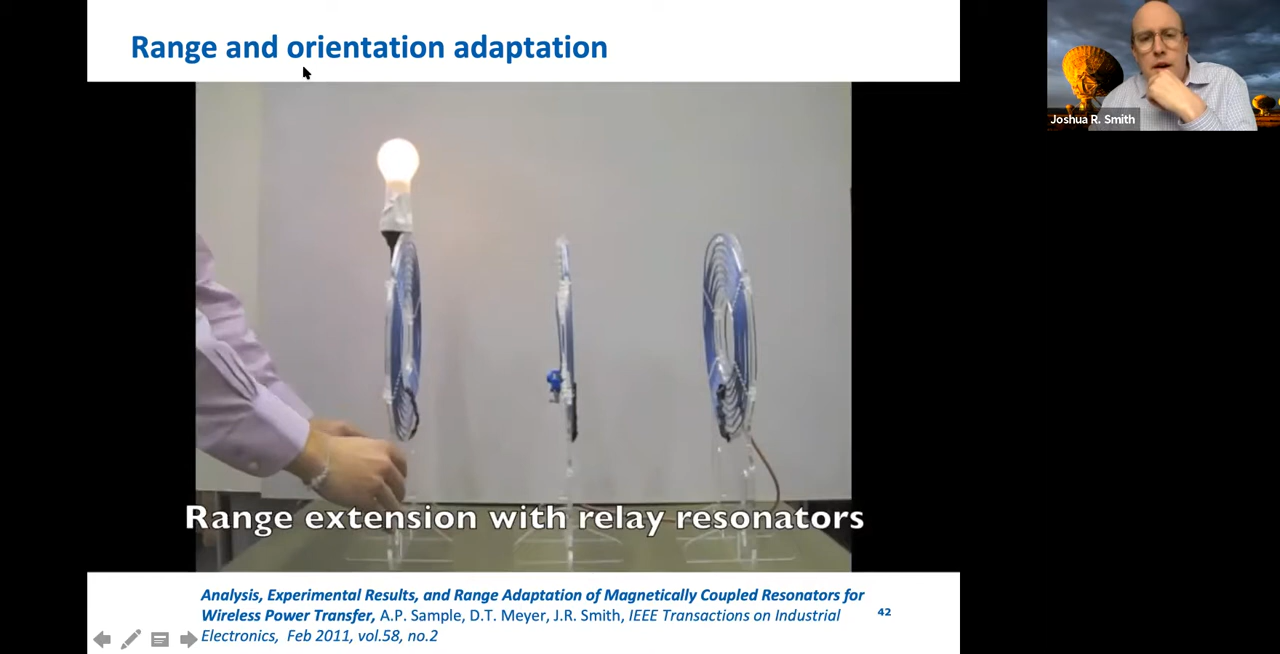 Range and orientation adaptation
Joshua R. Smith
Range extension with relay resonators
Analysis, Experimental Results, and Range Adaptation of Magnetically Coupled Resonators for
Wireless Power Transfer, A.P. Sample, D.T. Meyer, J.R. Smith, IEEE Transactions on Industrial
Electronics, Feb 2011, vol.58, no.2
42